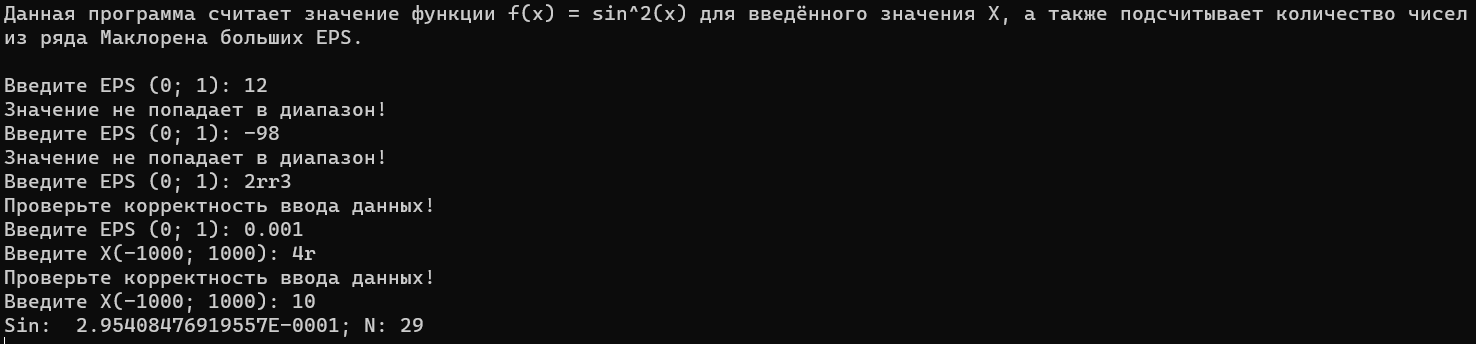 Данная программа считает значение функции f(x) = sin^2(x) для введённого значения X, а также подсчитывает количество чисел
из ряда Маклорена больших EPS.
Введите EPS (0; 1): 12
Значение не попадает в диапазон!
Введите EPS (0; 1): -98
Значение не попадает в диапазон!
Введите EPS (0; 1): 2rr3
Проверьте корректность ввода данных!
Введите EPS (0; 1): 0.001
Введите X(-1000; 1000): 4r
Проверьте корректность ввода данных!
Введите X(-1000; 1000): 10
Sin:  2.95408476919557E-0001; N: 29